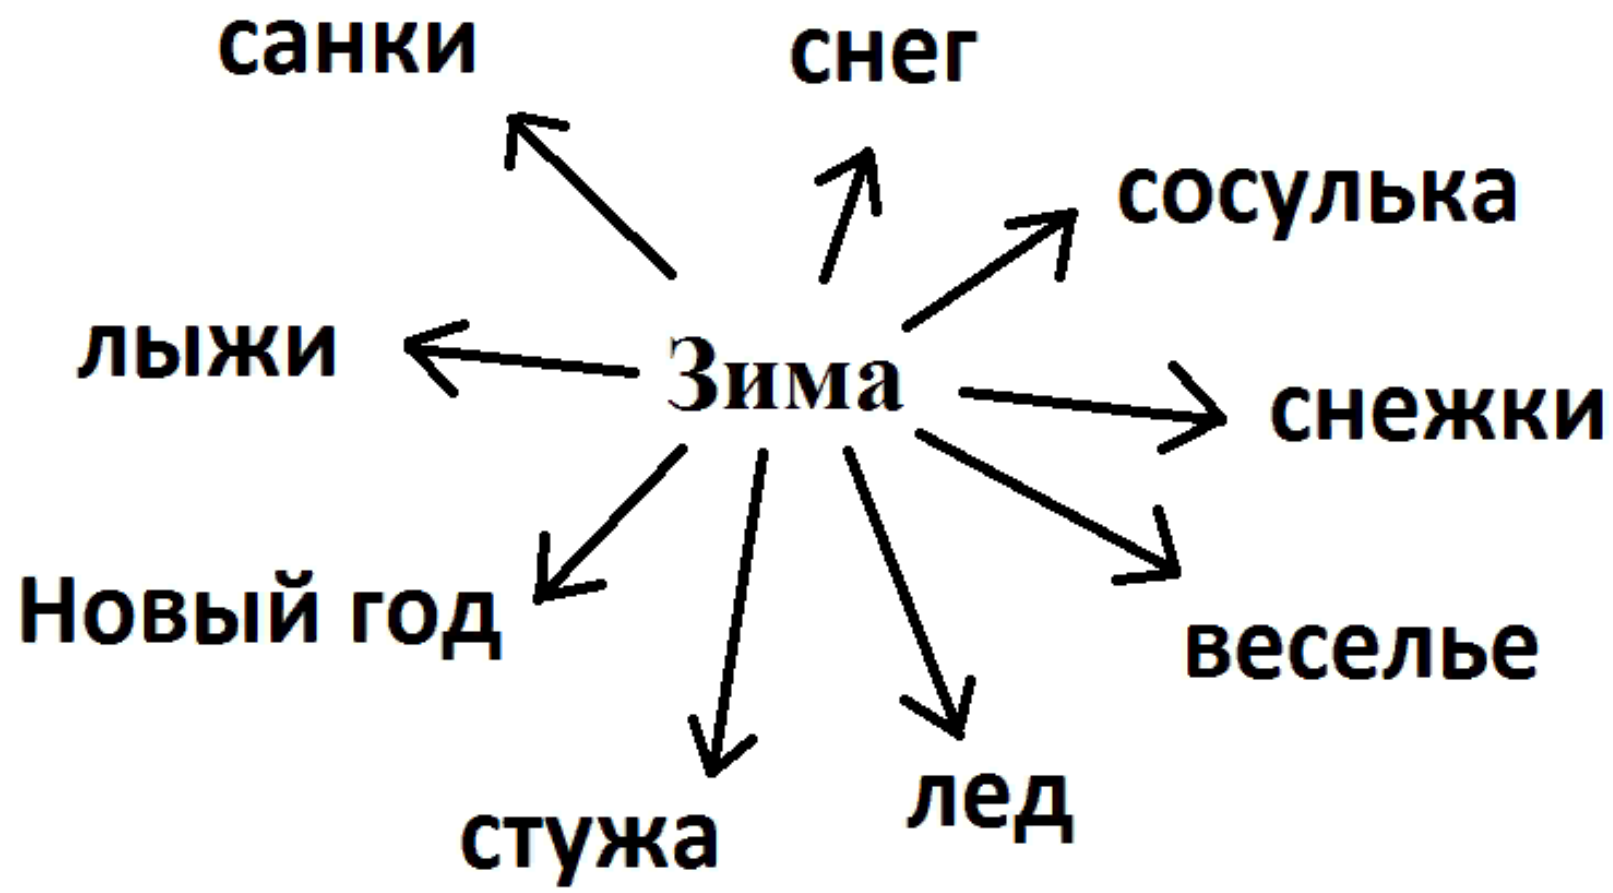 санки
снег
сосулька
лыжи
Зима
снежки
Новый год
веселье
стужа
лед